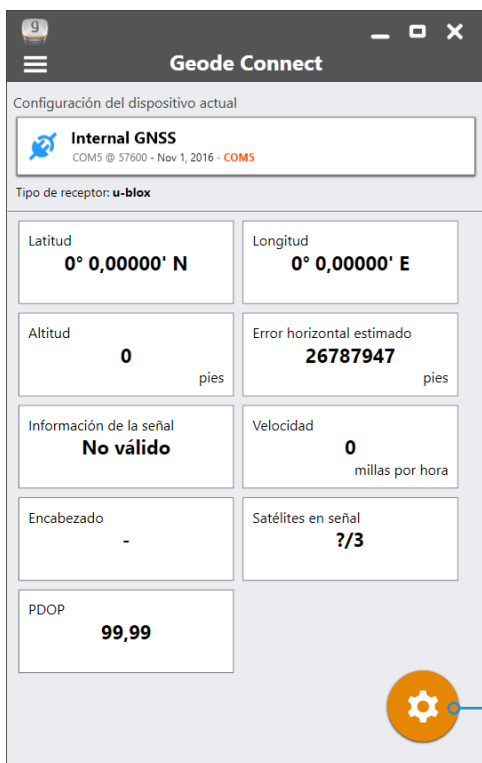 9
Geode Connect
Configuración del dispositivo actual
Internal GNSS
COM5 @ 57600 - Nov 1, 2016 - COM5
Tipo de receptor: u-blox
Latitud
0° 0,00000' N
Longitud
0° 0,00000' E
Altitud
0
pies
Error horizontal estimado
26787947
pies
Información de la señal
No válido
Velocidad
0
millas por hora
Encabezado
-
Satélites en señal
?/3
PDOP
99,99